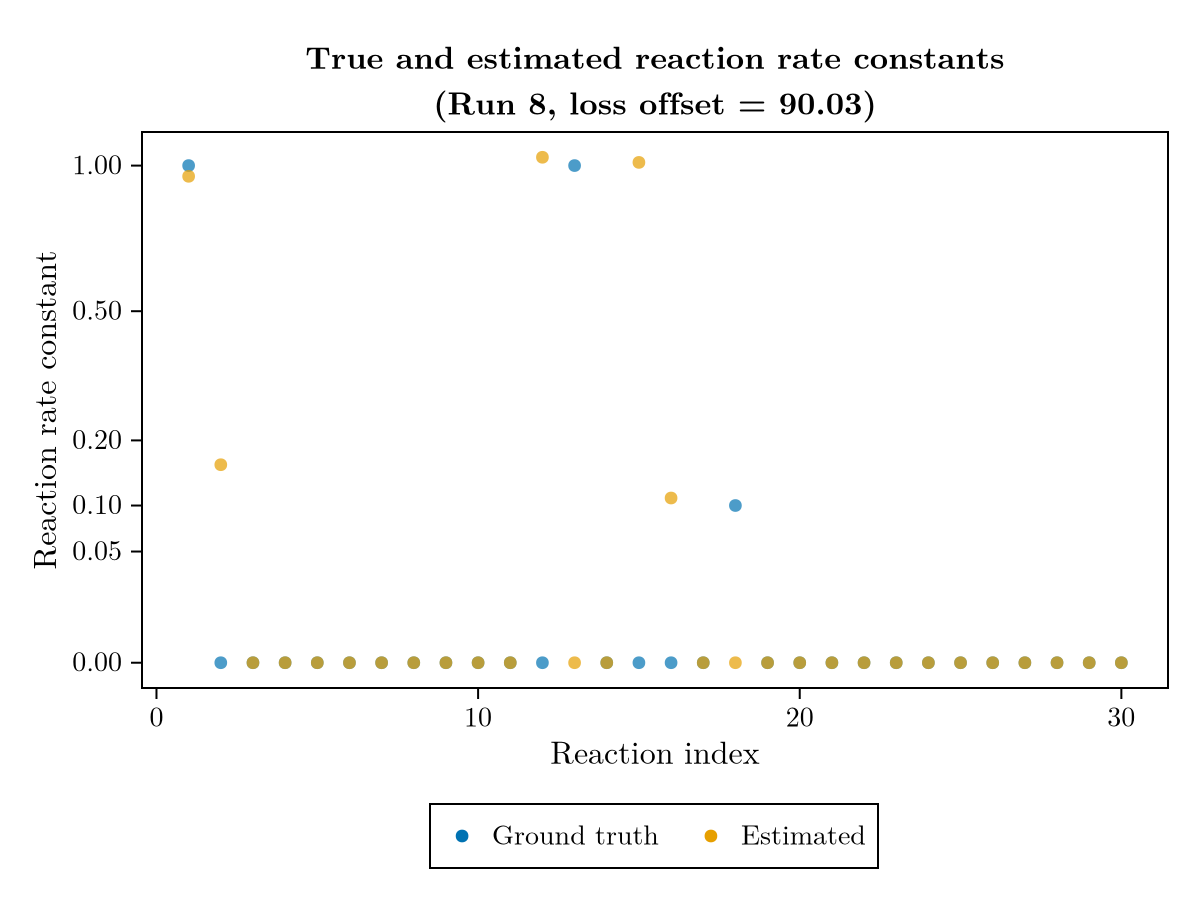 True and estimated reaction rate constants
(Run 8, loss offset = 90.03)
Reaction rate constant
1.00
0.50
0.20
0.10
0.05
0.00
0 10 20 30
Reaction index
Ground truth Estimated